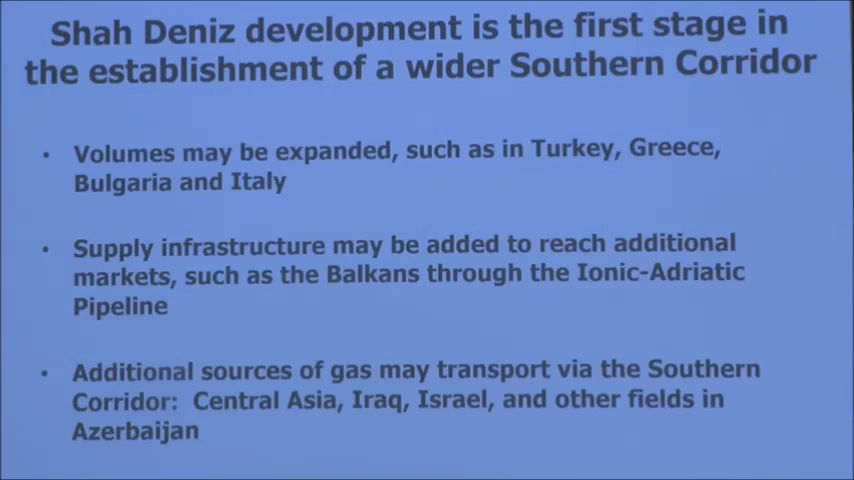 Shah Deniz development is the first stage in
the establishment of a wider Southern Corridor
• Volumes may be expanded, such as in Turkey, Greece,
Bulgaria and Italy
• Supply infrastructure may be added to reach additional
markets, such as the Balkans through the Ionic-Adriatic
Pipeline
• Additional sources of gas may transport via the Southern
Corridor: Central Asia, Iraq, Israel, and other fields in
Azerbaijan